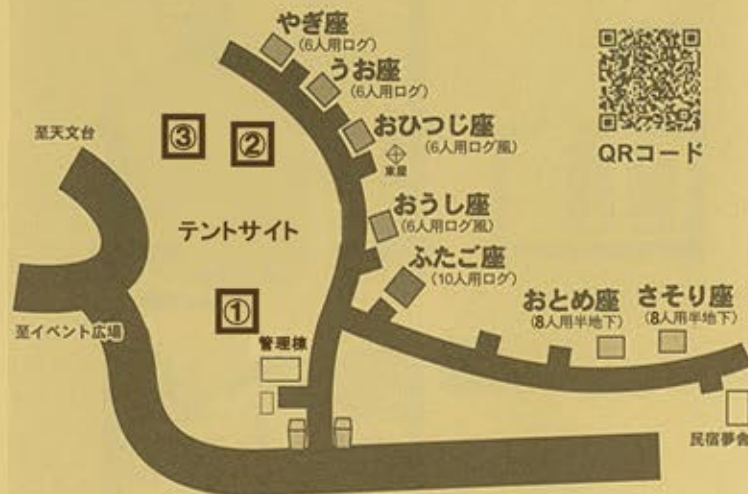 やぎ座
(6人用ログ)
うお座
(6人用ログ)
おひつじ座
(6人用ログ風)
東屋
おうし座
(6人用ログ風)
ふたご座
(10人用ログ)
おとめ座
(8人用半地下)
さそり座
(8人用半地下)
QRコード
至天文台
③
②
テントサイト
①
至イベント広場
管理棟
民宿夢舎